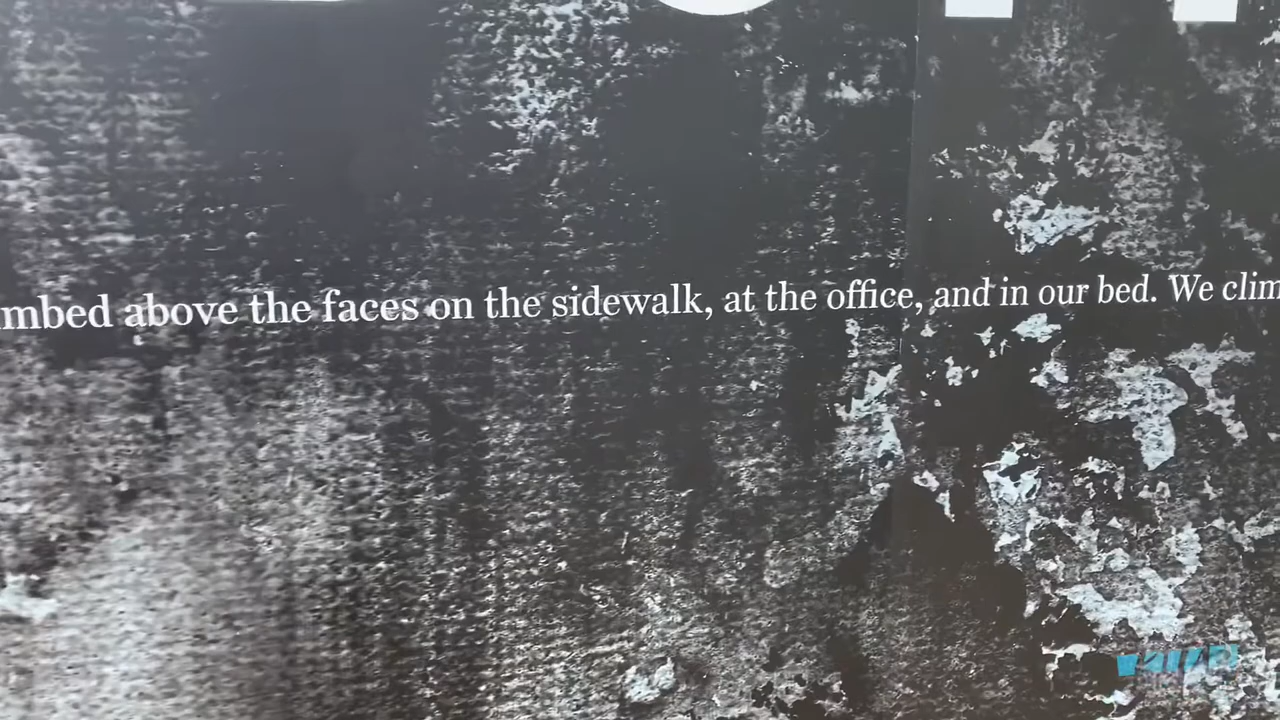 mbed above the faces on the sidewalk, at the office, and in our bed. We clim